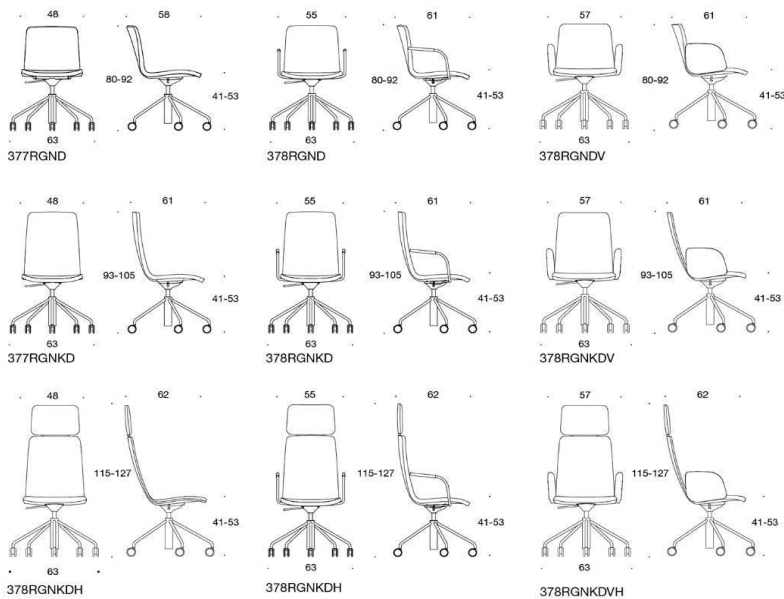 48 58 55 61 57 61
80-92 41-53 80-92 41-53 80-92 41-53
63 63 63
377RGND 378RGND 378RGNDV
48 61 55 61 57 61
93-105 41-53 93-105 41-53 93-105 41-53
63 63 63
377RGNKD 378RGNKD 378RGNKDV
48 62 55 62 57 62
115-127 41-53 115-127 41-53 115-127 41-53
63 63 63
378RGNKDH 378RGNKDH 378RGNKDVH